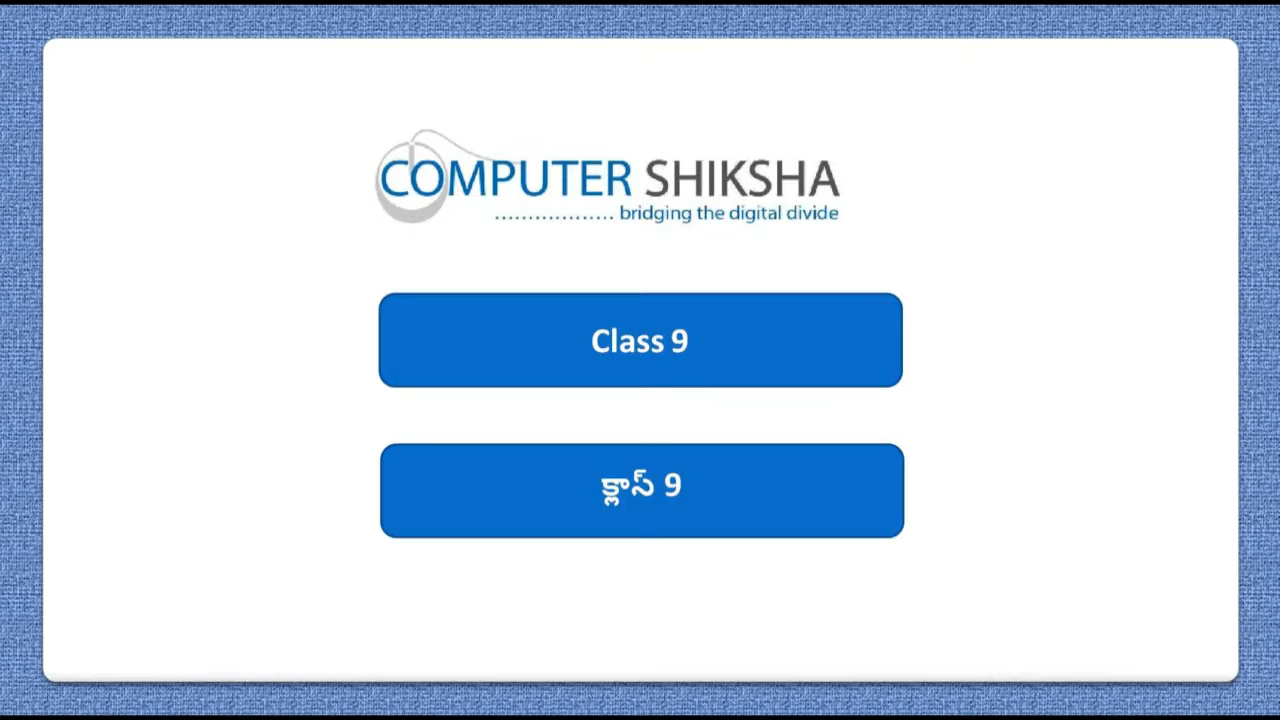 COMPUTER SHIKSHA
.................. bridging the digital divide
Class 9
క్లాస్ 9